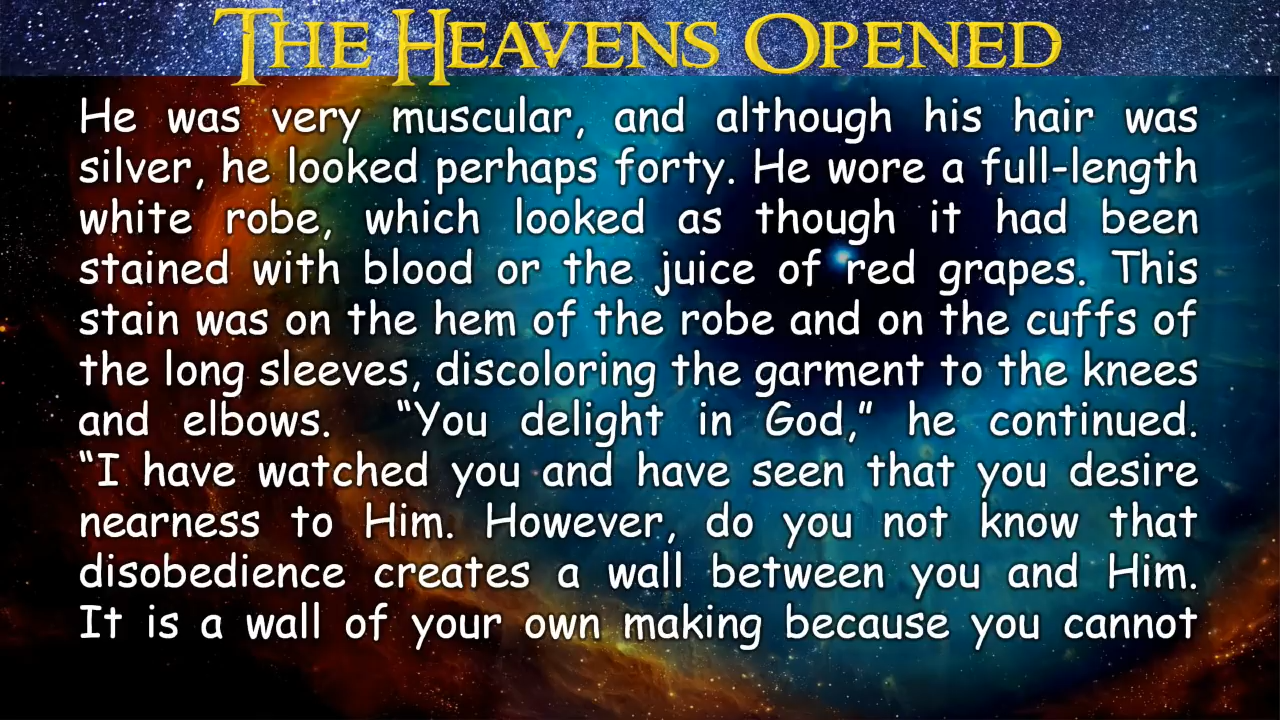 The Heavens Opened
He was very muscular, and although his hair was
silver, he looked perhaps forty. He wore a full-length
white robe, which looked as though it had been
stained with blood or the juice of red grapes. This
stain was on the hem of the robe and on the cuffs of
the long sleeves, discoloring the garment to the knees
and elbows.  “You delight in God,” he continued.
“I have watched you and have seen that you desire
nearness to Him. However, do you not know that
disobedience creates a wall between you and Him.
It is a wall of your own making because you cannot